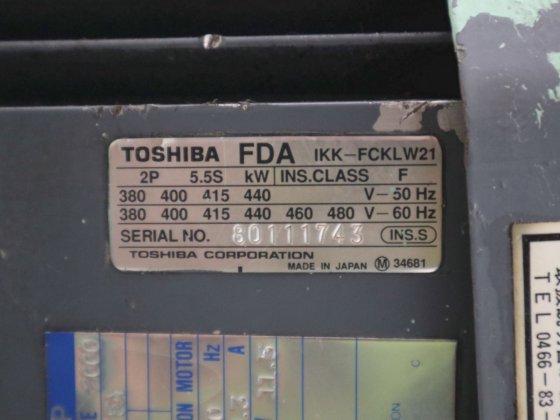 TOSHIBA FDA IKK-FCKLW21
2P 5.5S kW INS.CLASS F
380 400 415 440 V-50 Hz
380 400 415 440 460 480 V-60 Hz
SERIAL NO. 80111743 INS.S
TOSHIBA CORPORATION
MADE IN JAPAN M 34681
ON MOTOR
Hz
A
11.5
TEL 0466-83